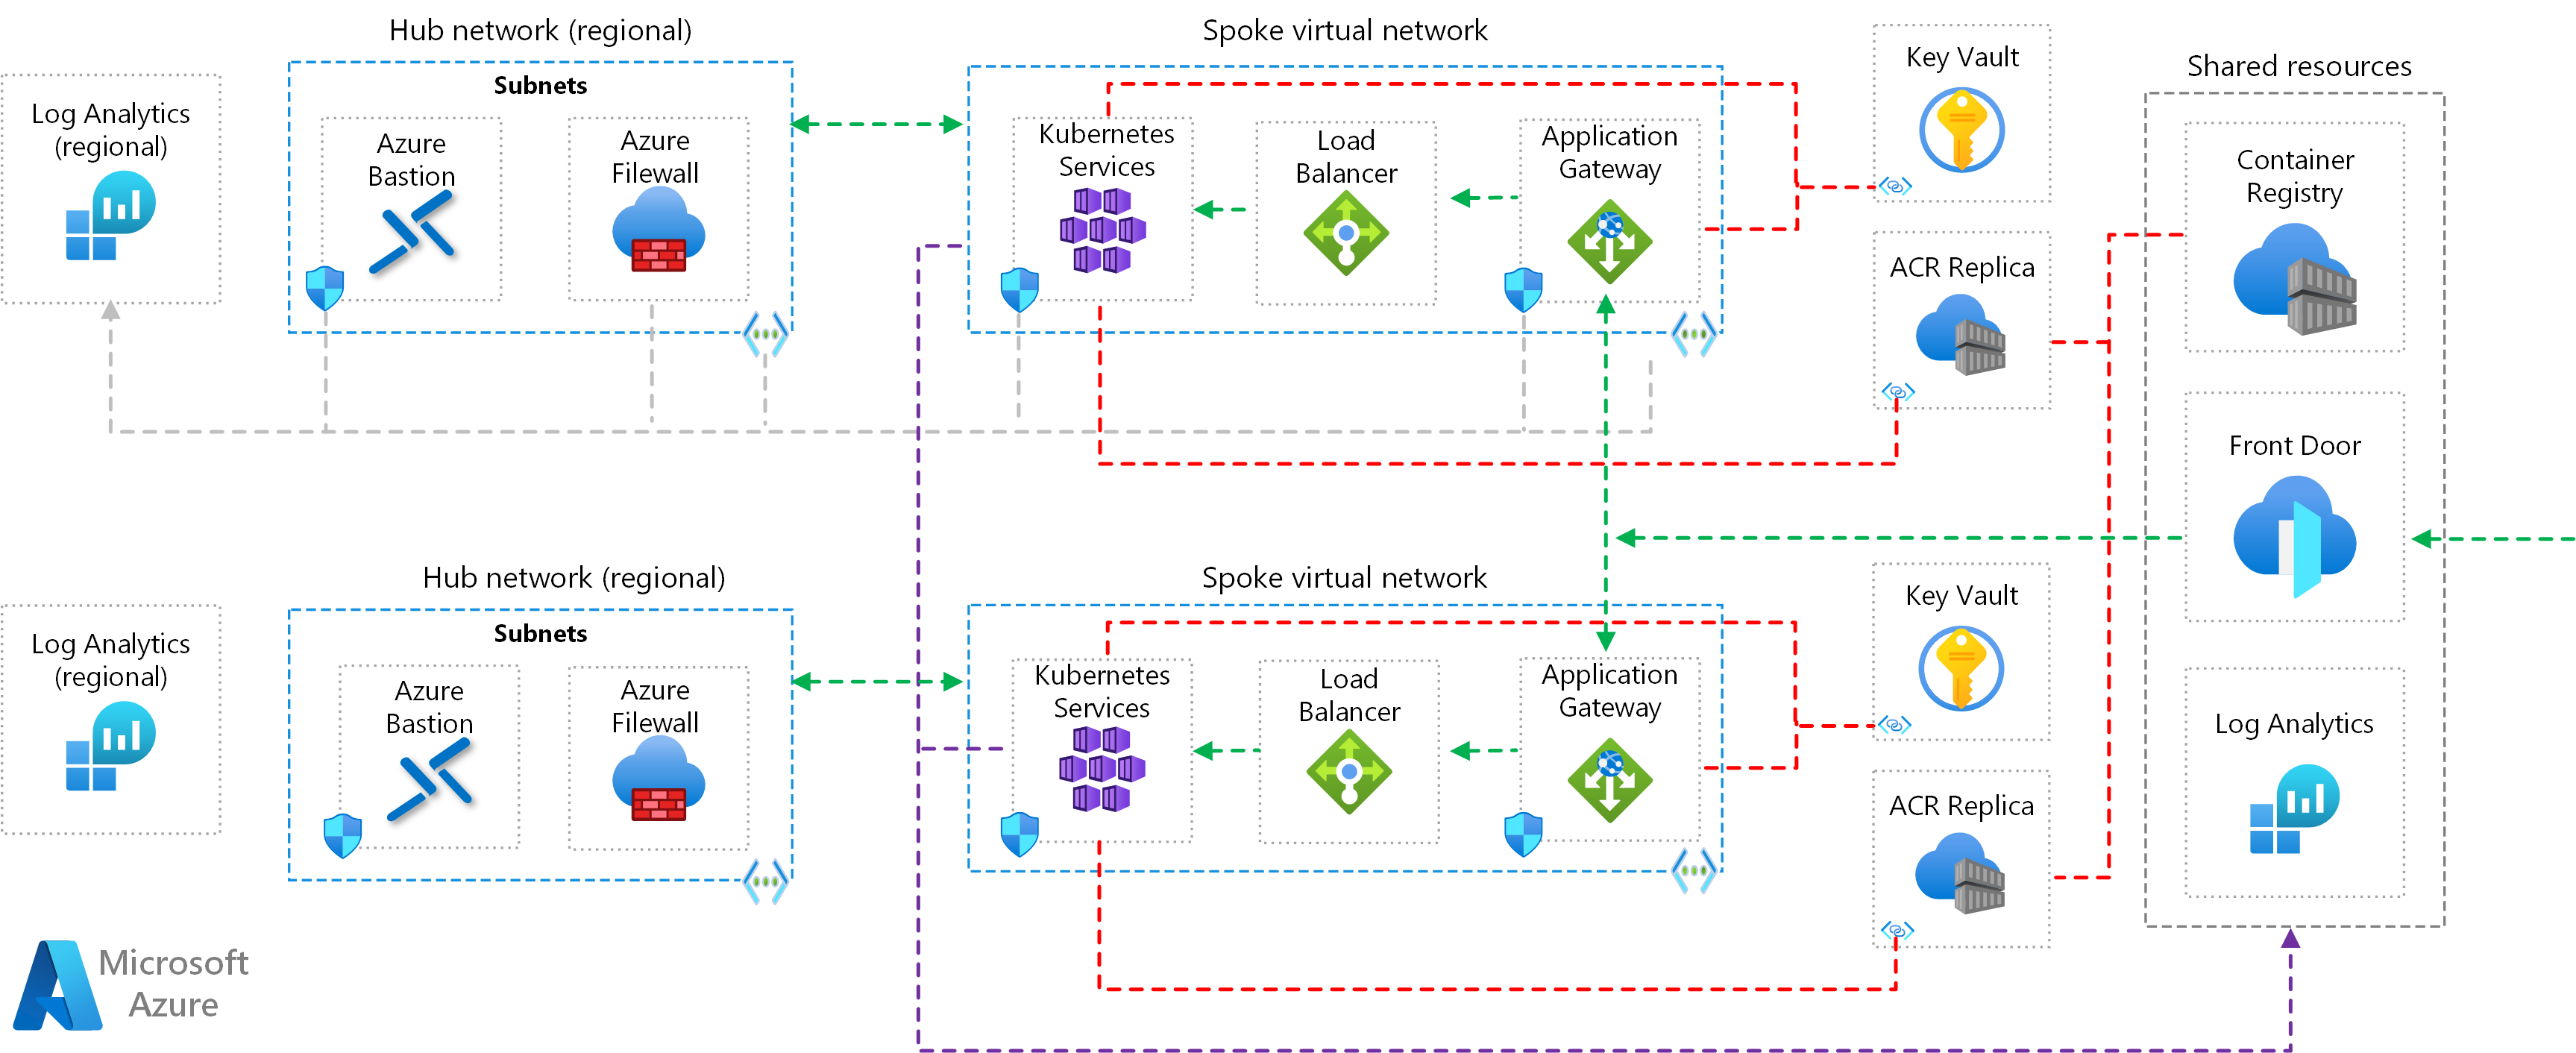 Hub network (regional)
Spoke virtual network
Key Vault
Shared resources
Log Analytics
(regional)
Subnets
Azure
Bastion
Azure
Filewall
Kubernetes
Services
Load
Balancer
Application
Gateway
ACR Replica
Container
Registry
Front Door
Log Analytics
Hub network (regional)
Spoke virtual network
Key Vault
Log Analytics
(regional)
Subnets
Azure
Bastion
Azure
Filewall
Kubernetes
Services
Load
Balancer
Application
Gateway
ACR Replica
Microsoft
Azure